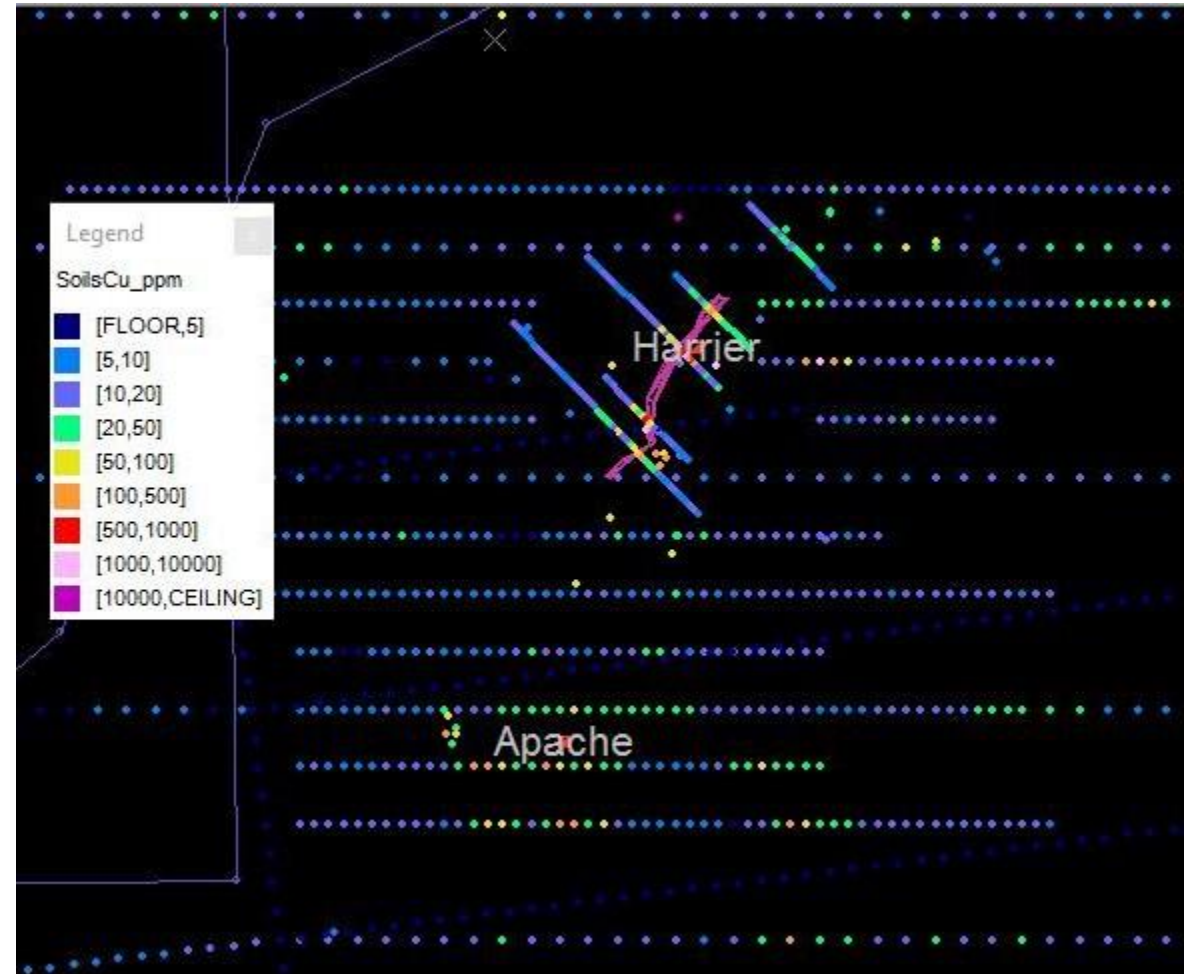 Legend
SoilsCu_ppm
[FLOOR,5]
[5,10]
[10,20]
[20,50]
[50,100]
[100,500]
[500,1000]
[1000,10000]
[10000,CEILING]
Harrier
Apache